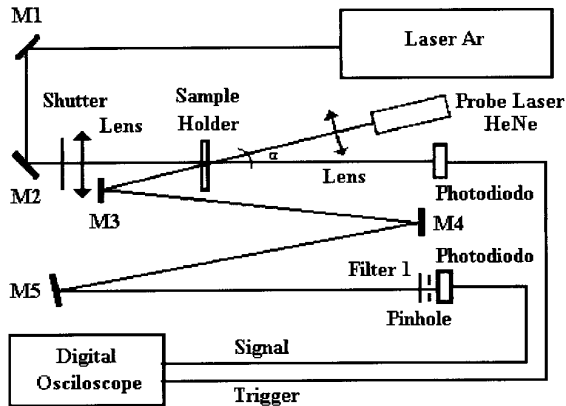 M1
Laser Ar
Shutter
Lens
Sample
Holder
Probe Laser
HeNe
α
Lens
M2
M3
Photodiodo
M4
Photodiodo
Filter 1
M5
Pinhole
Digital
Osciloscope
Signal
Trigger